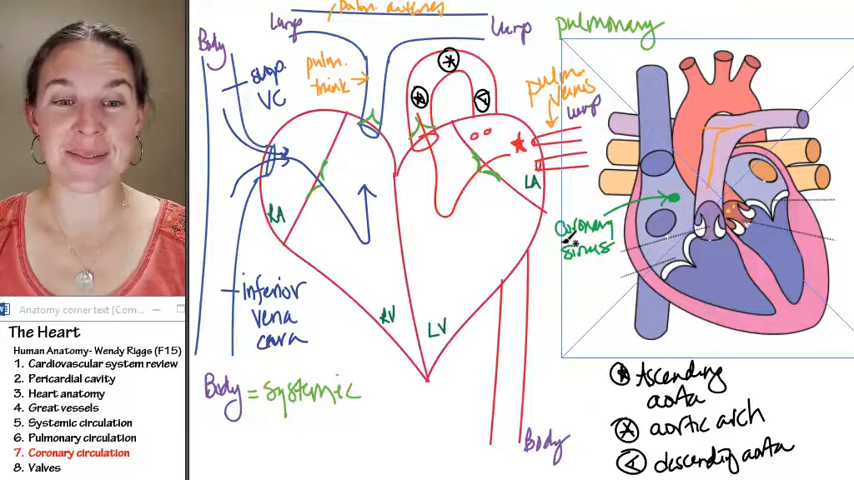 pulm. arteries
Lung
Lung
pulmonary
Body
sup.
VC
pulm.
trunk
pulm
Veins
lung
RA
LA
Coronary
sinus
inferior
vena
cava
RV
LV
Body = systemic
Body
Ascending
aorta
aortic arch
descending aorta
Anatomy corner text [Com...
The Heart
Human Anatomy- Wendy Riggs (F15)
1. Cardiovascular system review
2. Pericardial cavity
3. Heart anatomy
4. Great vessels
5. Systemic circulation
6. Pulmonary circulation
7. Coronary circulation
8. Valves